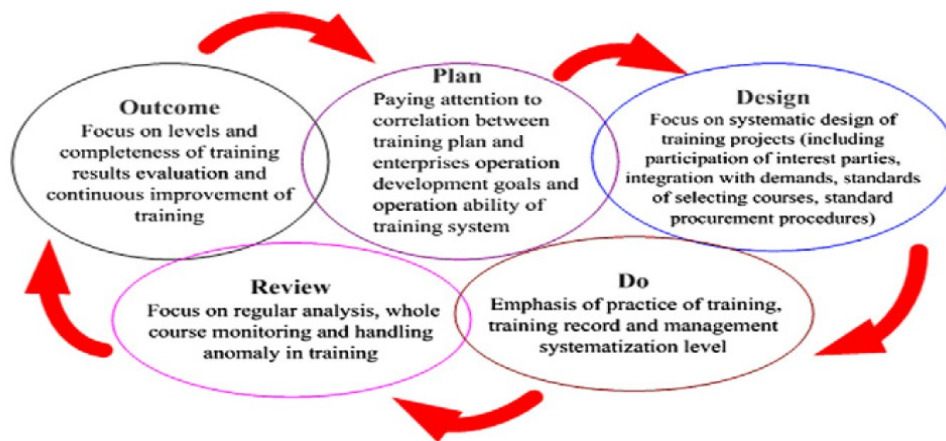 Outcome
Focus on levels and
completeness of training
results evaluation and
continuous improvement of
training
Plan
Paying attention to
correlation between
training plan and
enterprises operation
development goals and
operation ability of
training system
Design
Focus on systematic design of
training projects (including
participation of interest parties,
integration with demands, standards
of selecting courses, standard
procurement procedures)
Review
Focus on regular analysis, whole
course monitoring and handling
anomaly in training
Do
Emphasis of practice of training,
training record and management
systematization level